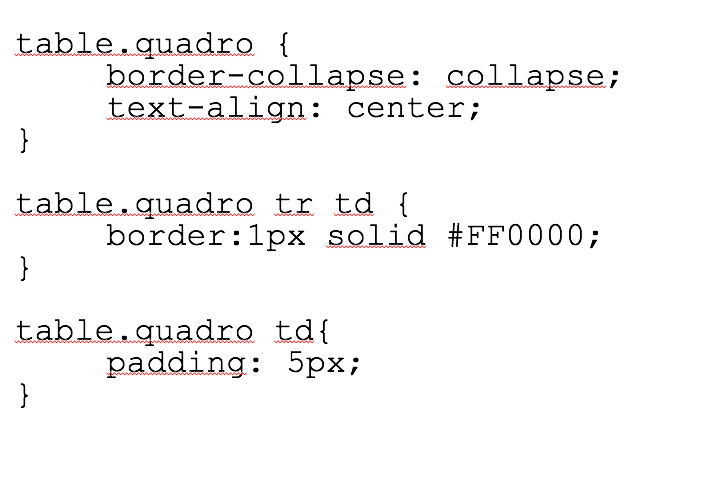 table.quadro {
border-collapse: collapse;
text-align: center;
}
table.quadro tr td {
border:1px solid #FF0000;
}
table.quadro td{
padding: 5px;
}